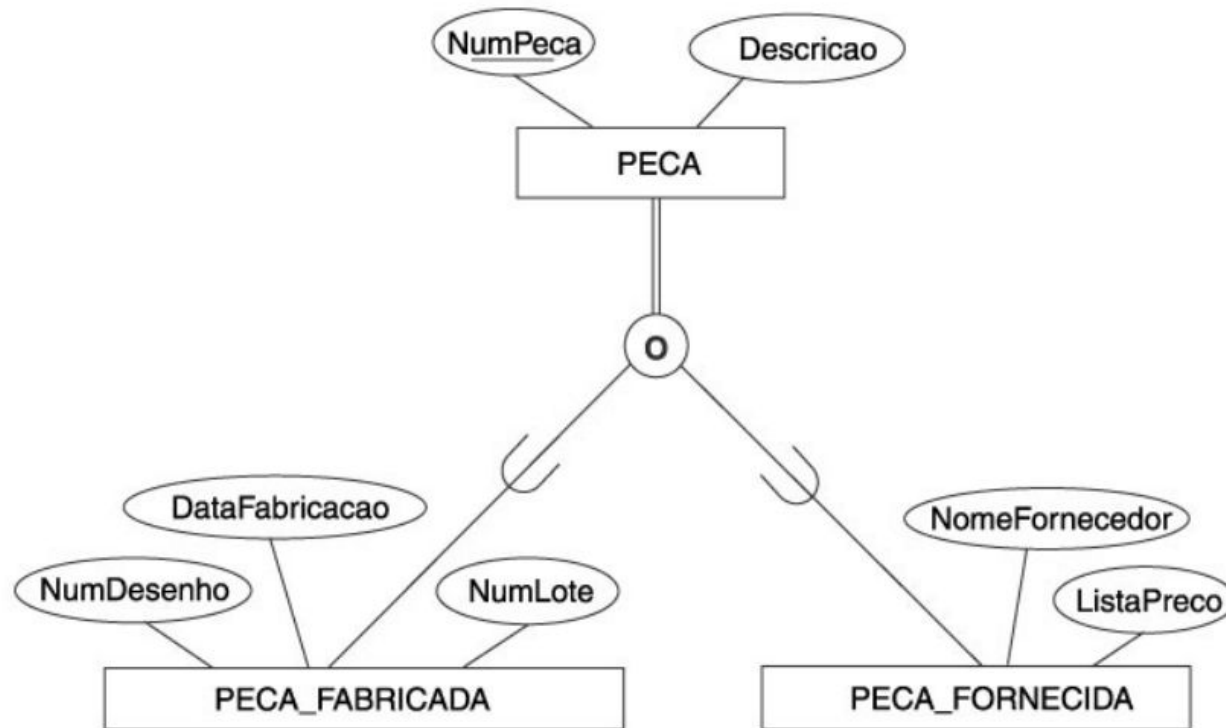 NumPeca
Descricao
PECA
O
DataFabricacao
NumDesenho
NumLote
NomeFornecedor
ListaPreco
PECA_FABRICADA
PECA_FORNECIDA